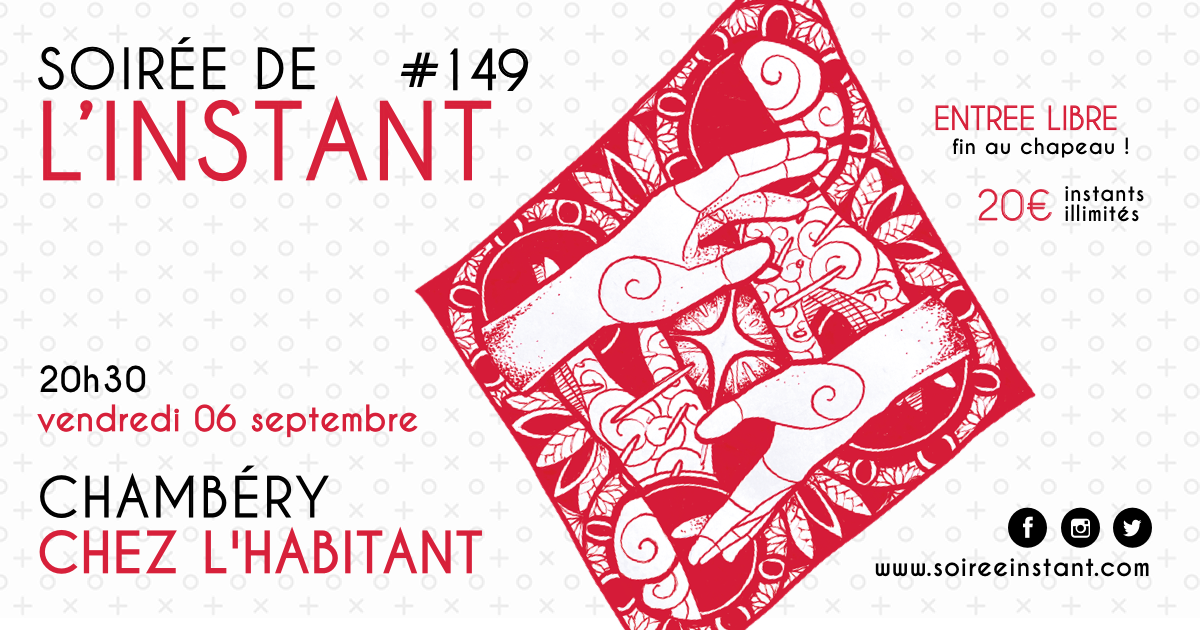 SOIRÉE DE #149
L'INSTANT
ENTREE LIBRE
fin au chapeau !
20€ instants
illimités
20h30
vendredi 06 septembre
CHAMBÉRY
CHEZ L'HABITANT
www.soireeinstant.com